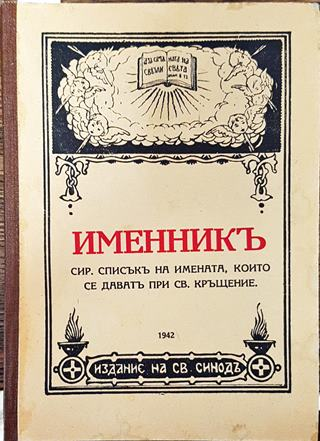 ИМЕННИКЪ
СИР. СПИСЪКЪ НА ИМЕНАТА, КОИТО
СЕ ДАВАТЪ ПРИ СВ. КРЪЩЕНИЕ.
1942
ИЗДАНИЕ НА СВ. СИНОДЪ